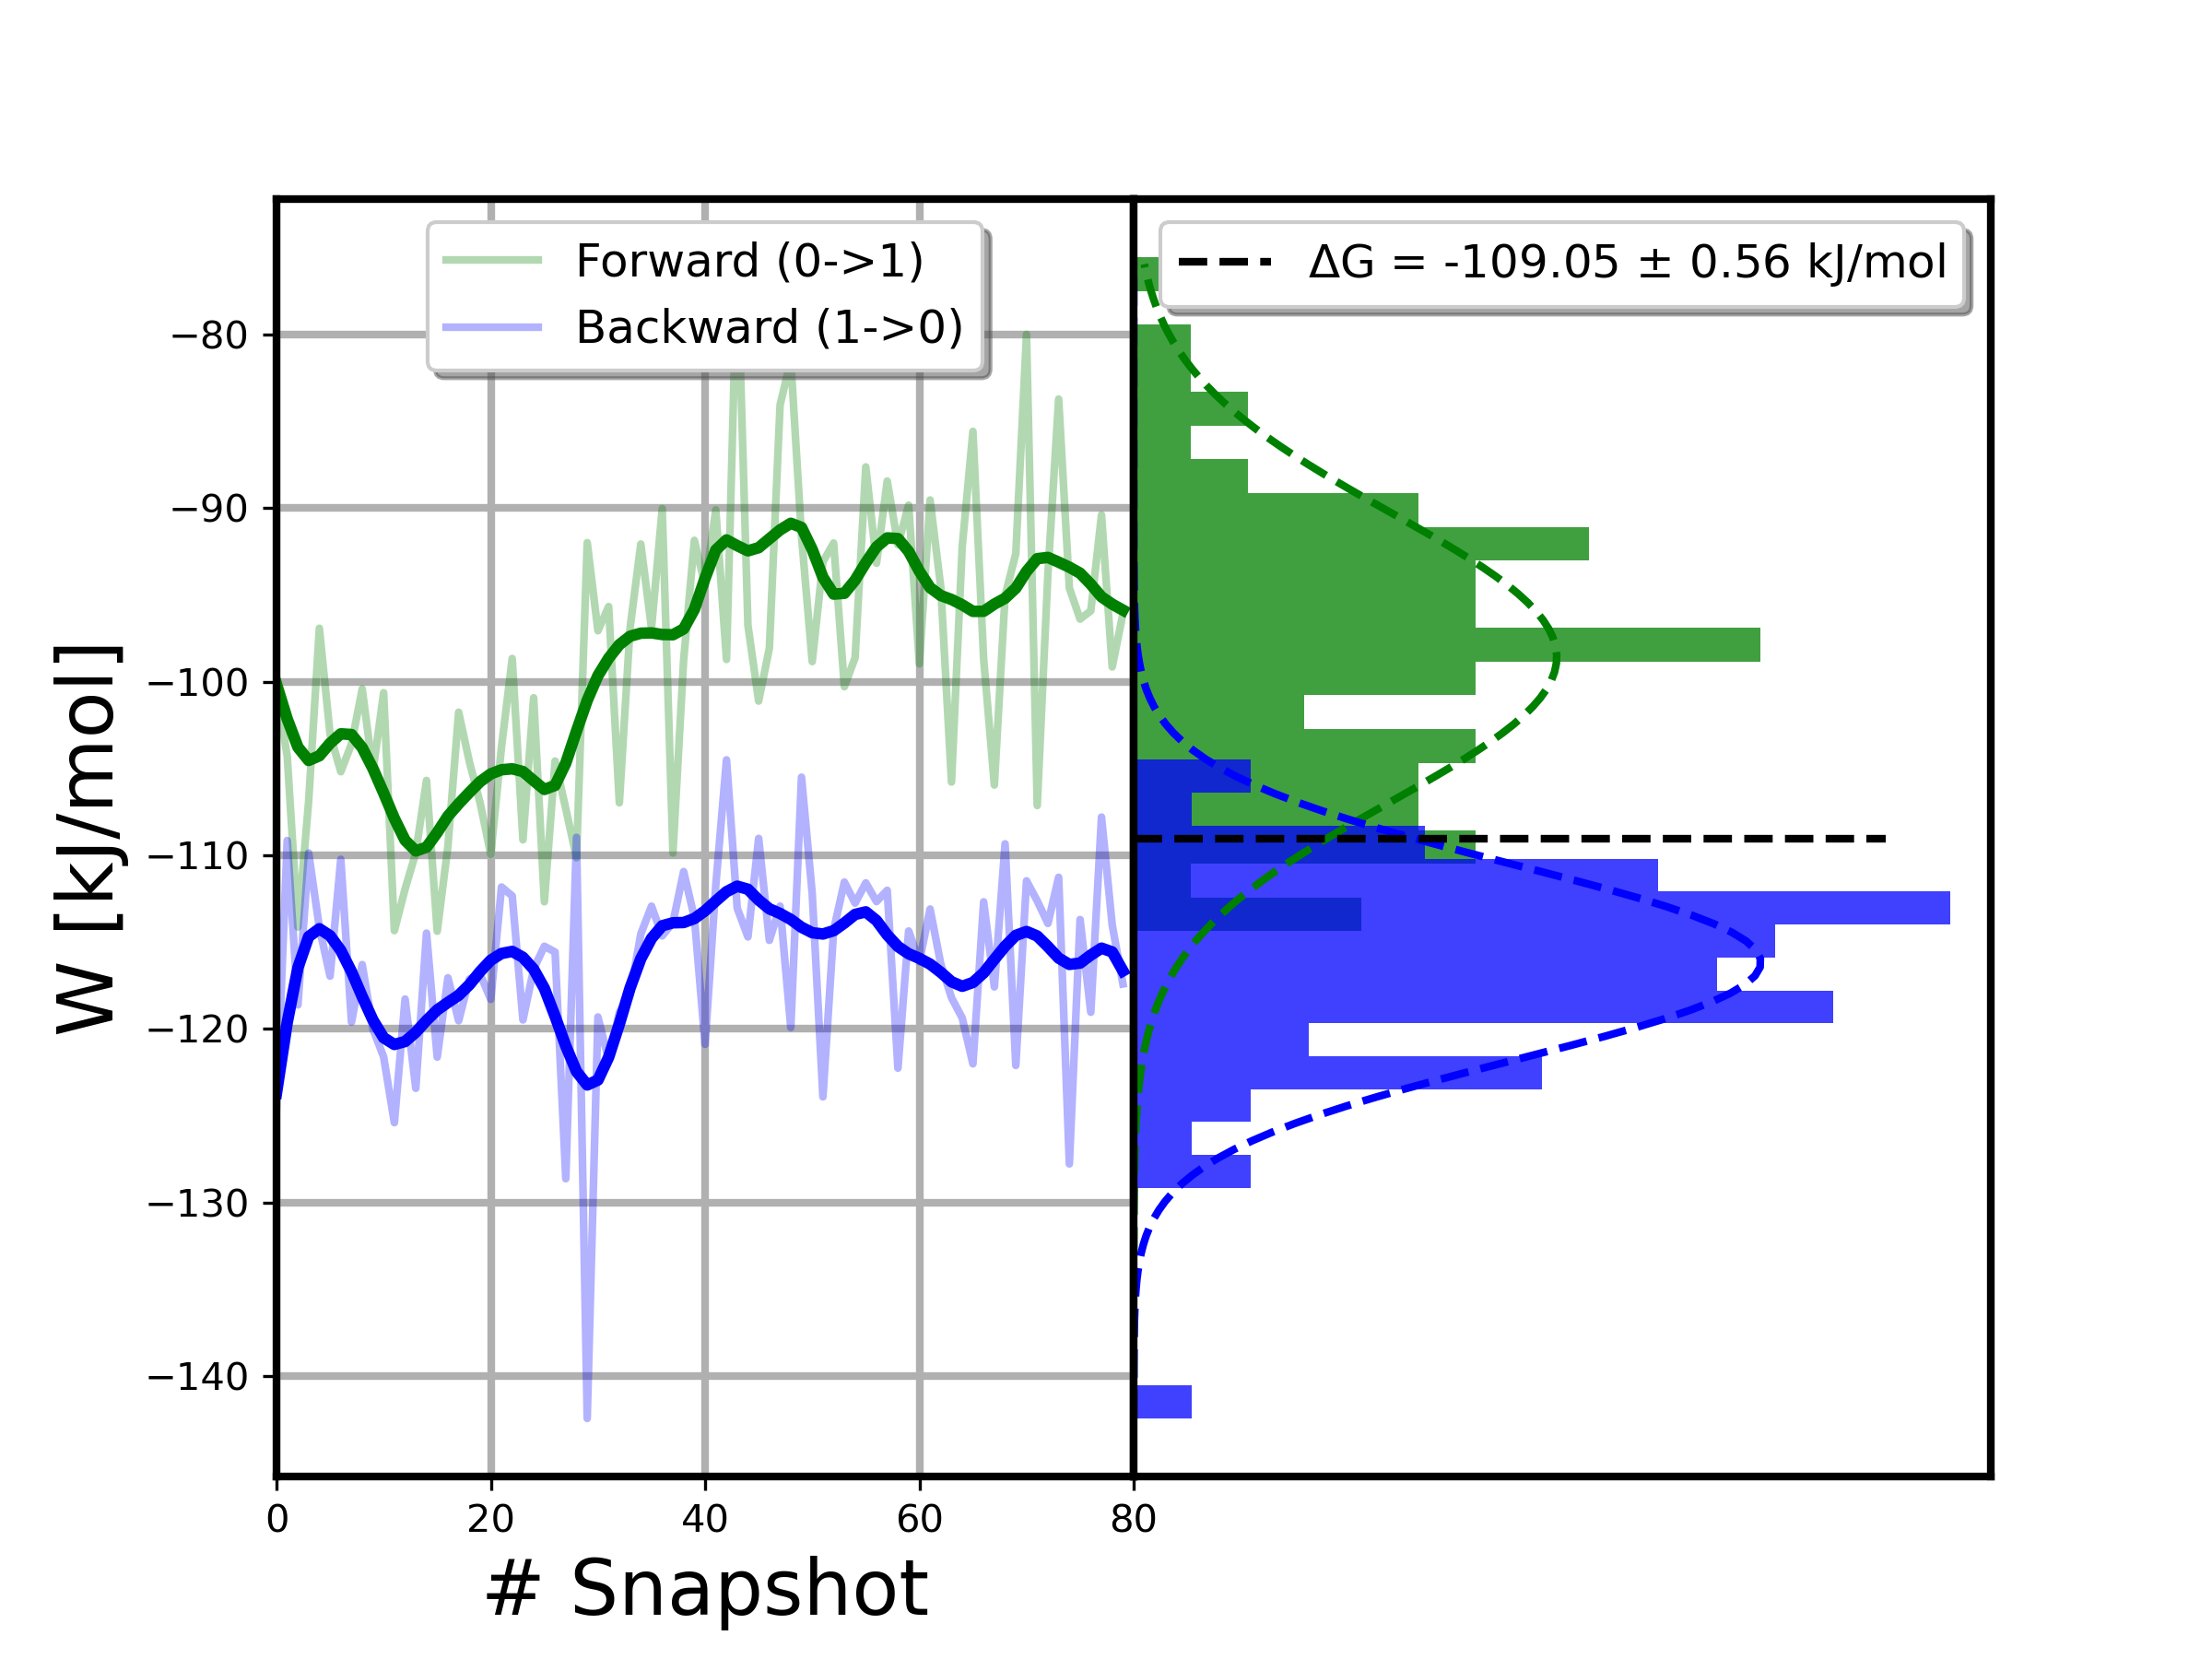 Forward (0->1)
Backward (1->0)
ΔG = -109.05 ± 0.56 kJ/mol
W [kJ/mol]
−80
−90
−100
−110
−120
−130
−140
0 20 40 60 80
# Snapshot